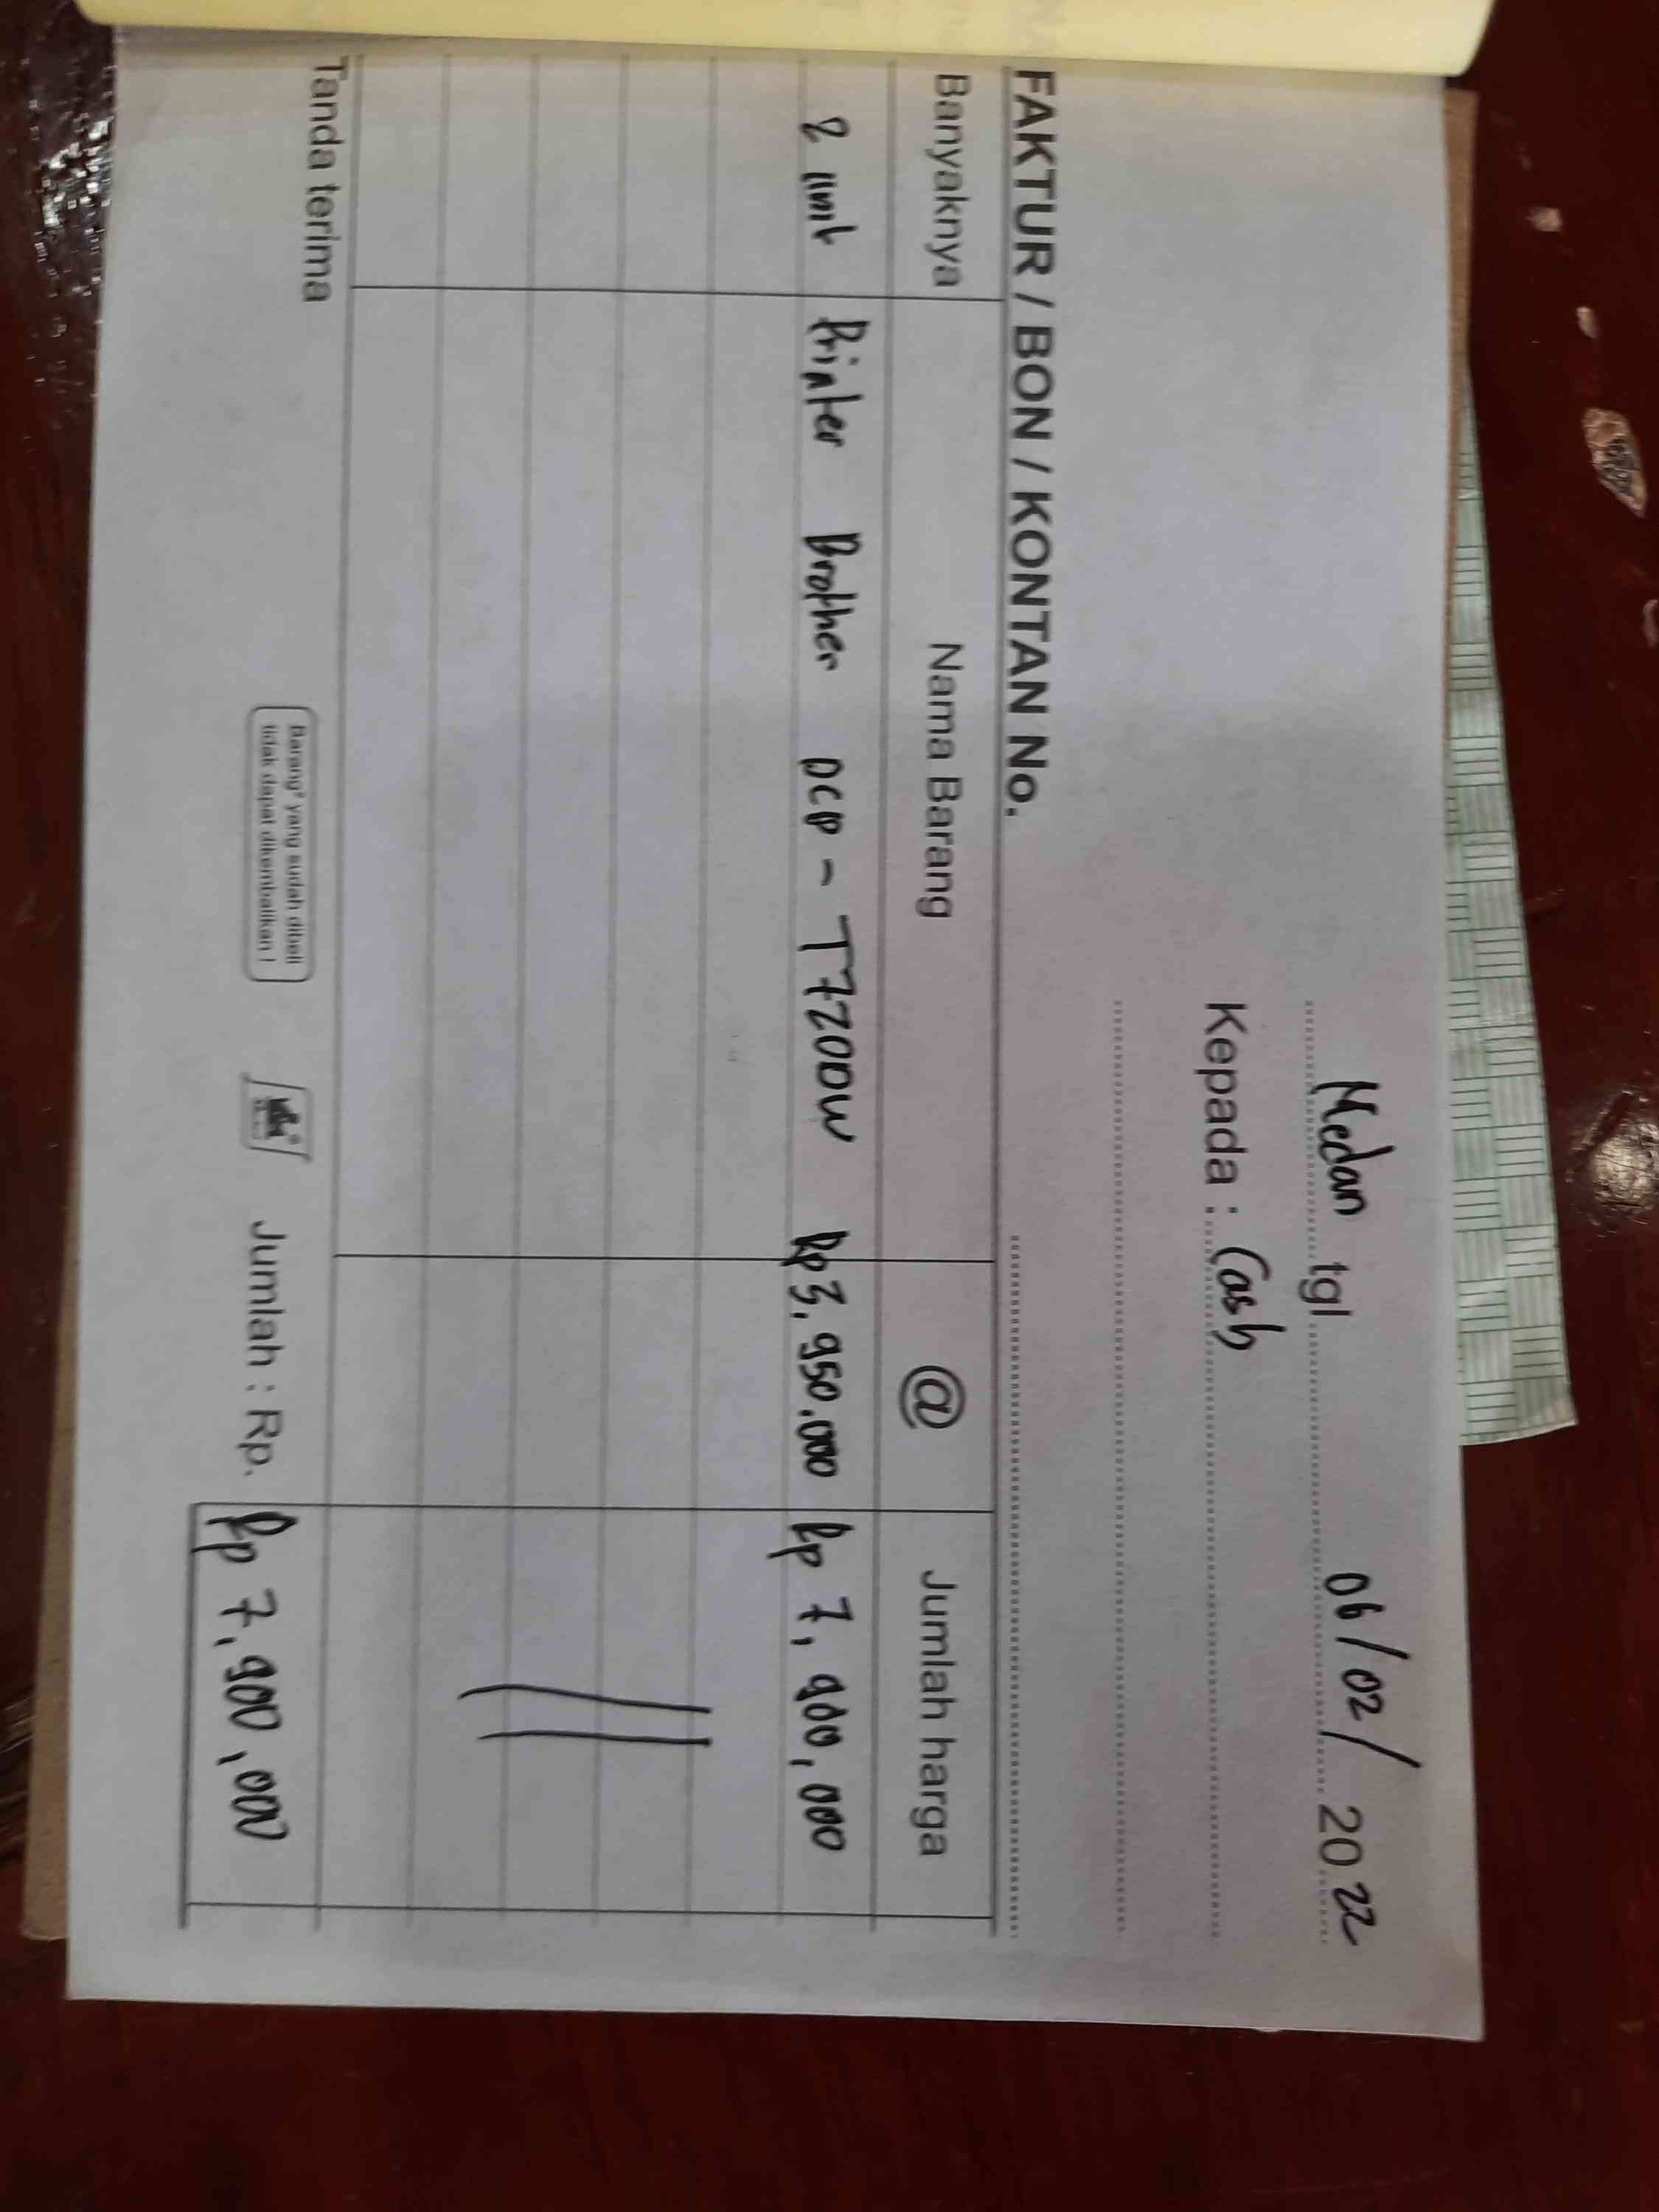 Medan tgl 06/02/ 2022
Kepada : Cash
FAKTUR / BON / KONTAN No.
Banyaknya Nama Barang @ Jumlah harga
2 unit Printer Brother DCP - T720DW Rp 3.950.000 Rp 7,900,000
Tanda terima
Barang² yang sudah dibeli
tidak dapat dikembalikan !
Jumlah : Rp. Rp 7,900,000